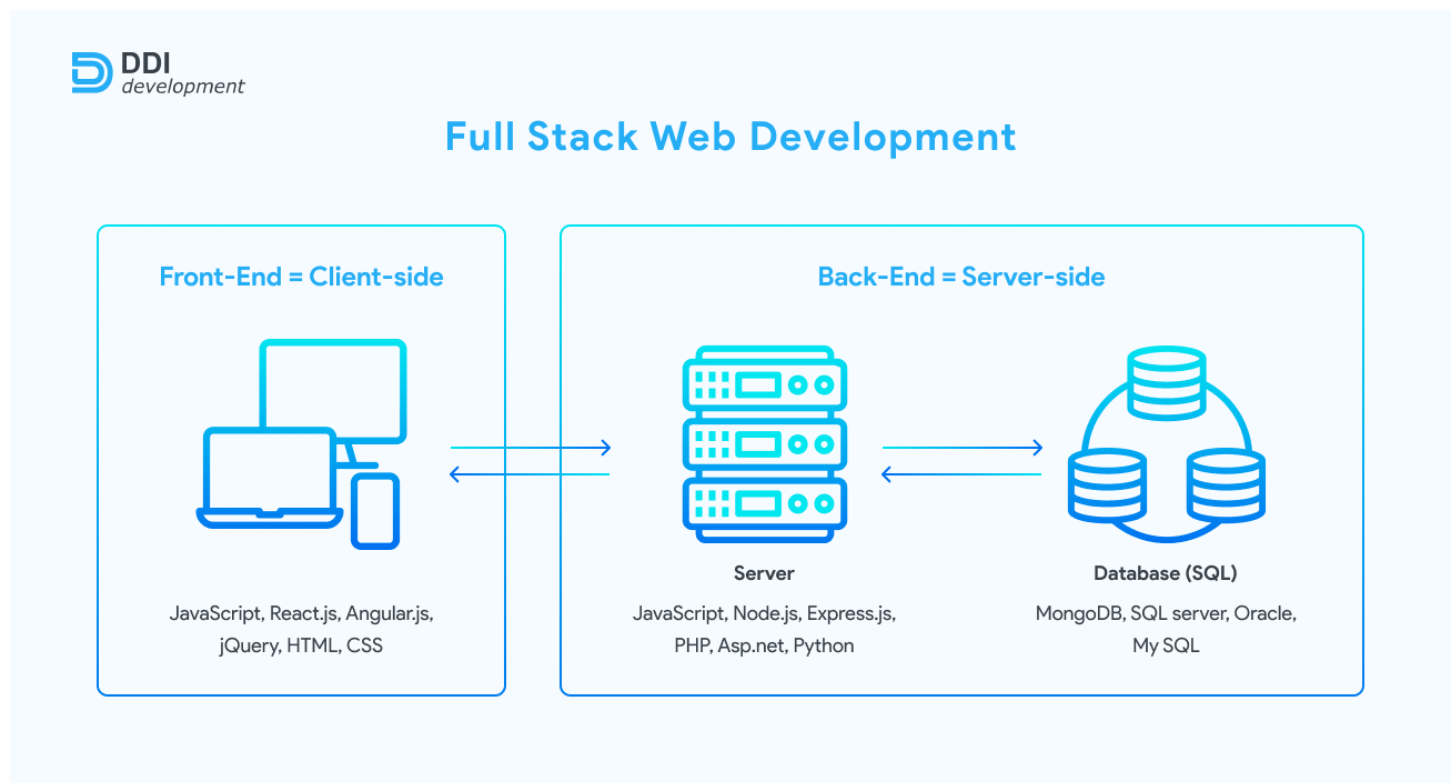 DDI
development
Full Stack Web Development
Front-End = Client-side
JavaScript, React.js, Angular.js,
jQuery, HTML, CSS
Back-End = Server-side
Server
JavaScript, Node.js, Express.js,
PHP, Asp.net, Python
Database (SQL)
MongoDB, SQL server, Oracle,
My SQL